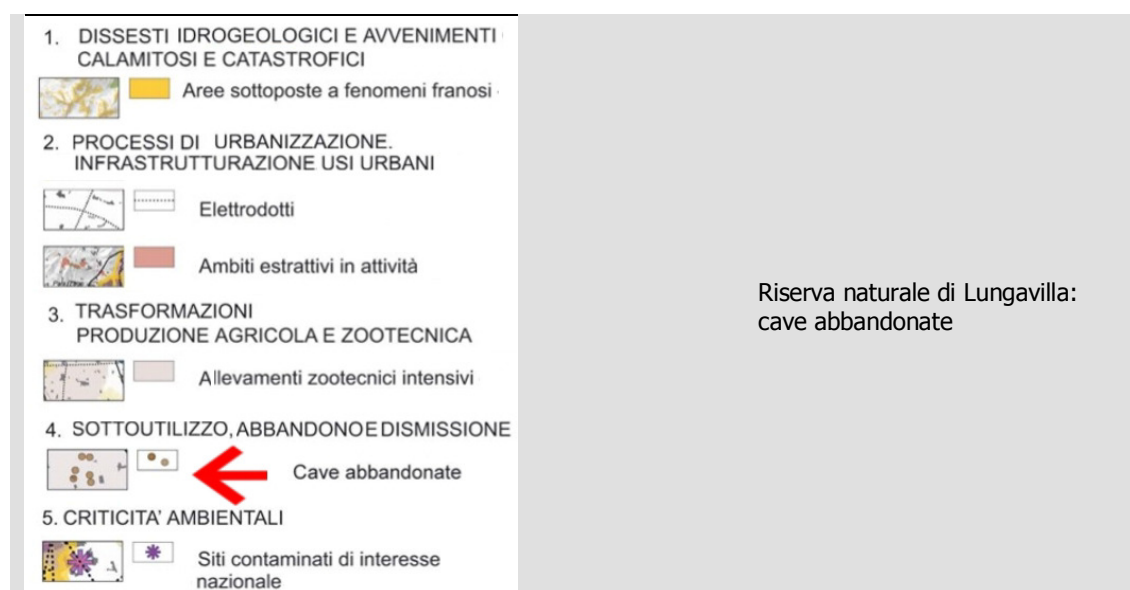 1. DISSESTI IDROGEOLOGICI E AVVENIMENTI
CALAMITOSI E CATASTROFICI
Aree sottoposte a fenomeni franosi
2. PROCESSI DI URBANIZZAZIONE.
INFRASTRUTTURAZIONE USI URBANI
Elettrodotti
Ambiti estrattivi in attività
3. TRASFORMAZIONI
PRODUZIONE AGRICOLA E ZOOTECNICA
Allevamenti zootecnici intensivi
4. SOTTOUTILIZZO, ABBANDONO E DISMISSIONE
Cave abbandonate
5. CRITICITA' AMBIENTALI
Siti contaminati di interesse
nazionale
Riserva naturale di Lungavilla:
cave abbandonate